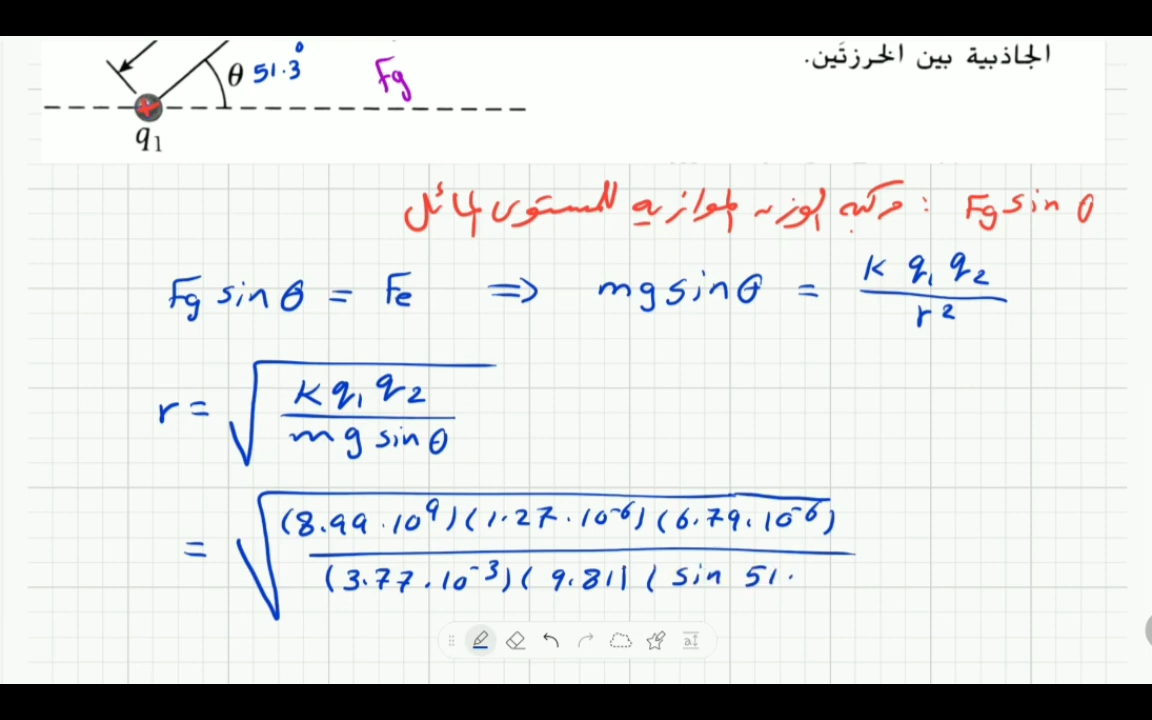 الجاذبية بين الخرزتين.
θ 51.3°
Fg
q1
Fg sin θ : مركبة الوزن الموازية للمستوى المائل
Fg sin θ = Fe ⇒ mg sin θ = K q1 q2 / r²
r = √(K q1 q2 / m g sin θ)
= √((8.99 . 10⁹)(1.27 . 10⁻⁶)(6.79 . 10⁻⁶) / (3.77 . 10⁻³)(9.81)(sin 51.